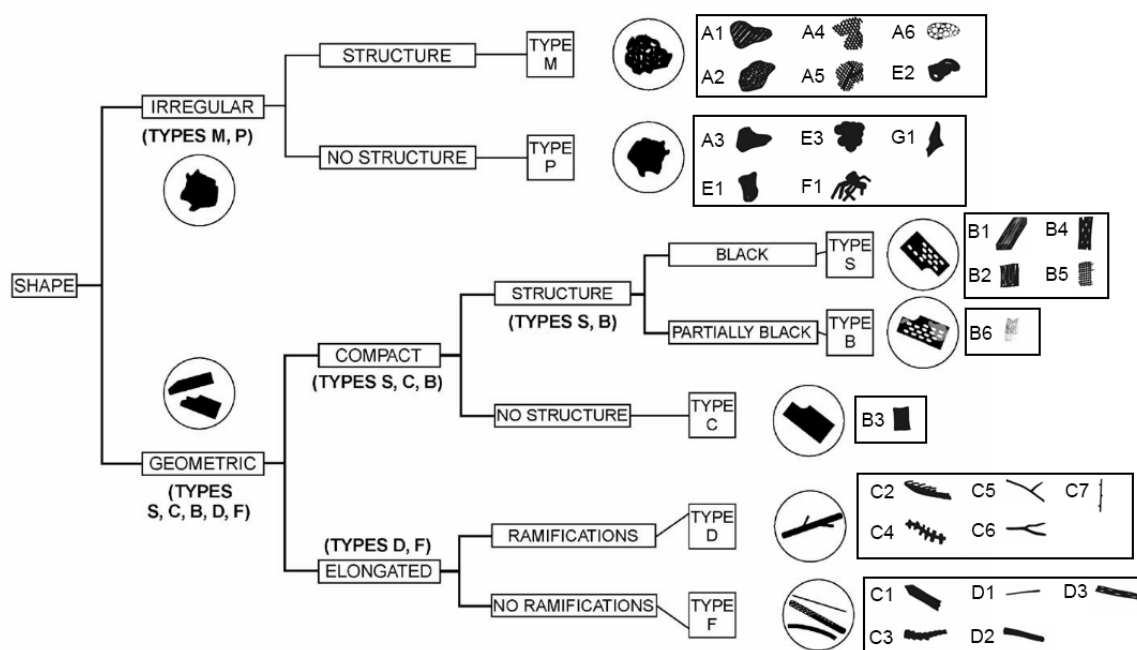 STRUCTURE
TYPE
M
A1 A4 A6
A2 A5 E2
IRREGULAR
(TYPES M, P)
NO STRUCTURE
TYPE
P
A3 E3 G1
E1 F1
SHAPE
BLACK
TYPE
S
B1 B4
B2 B5
STRUCTURE
(TYPES S, B)
PARTIALLY BLACK
TYPE
B
B6
COMPACT
(TYPES S, C, B)
NO STRUCTURE
TYPE
C
B3
GEOMETRIC
(TYPES
S, C, B, D, F)
RAMIFICATIONS
TYPE
D
C2 C5 C7
C4 C6
(TYPES D, F)
ELONGATED
NO RAMIFICATIONS
TYPE
F
C1 D1 D3
C3 D2